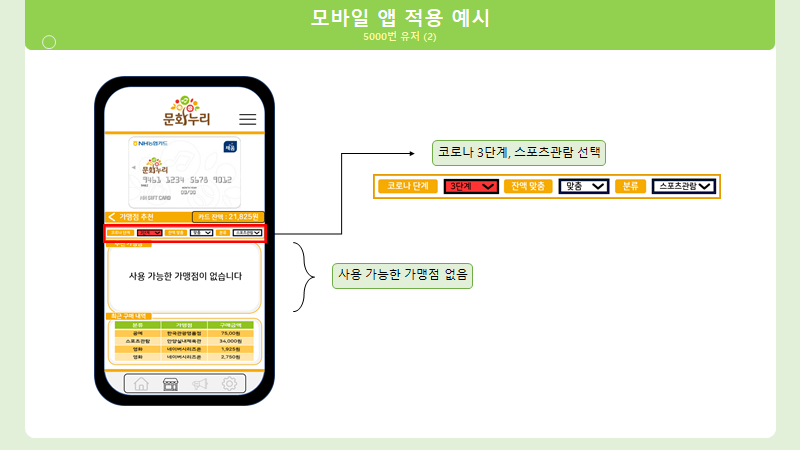 모바일 앱 적용 예시
5000번 유저 (2)
문화누리
NH농협카드
문화누리
9463 1234 5678 9012
00/00
GIFT CARD
가맹점 추천
카드 잔액 : 21,825원
코로나 단계 3단계 잔액 맞춤 맞춤 분류 스포츠관람
사용 가능한 가맹점이 없습니다
최근 구매 내역
분류 가맹점 구매금액
공예 한국관광명품점 75,00원
스포츠관람 안양실내체육관 34,000원
영화 네이버시리즈온 1,925원
영화 네이버시리즈온 2,750원
코로나 3단계, 스포츠관람 선택
코로나 단계 3단계 잔액 맞춤 맞춤 분류 스포츠관람
사용 가능한 가맹점 없음